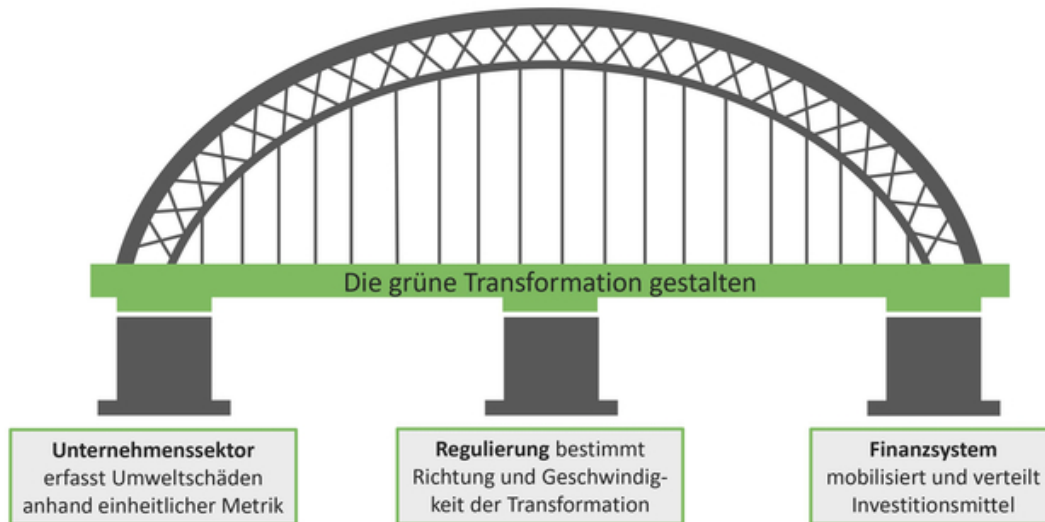 Die grüne Transformation gestalten
Unternehmenssektor
erfasst Umweltschäden
anhand einheitlicher Metrik
Regulierung bestimmt
Richtung und Geschwindig-
keit der Transformation
Finanzsystem
mobilisiert und verteilt
Investitionsmittel